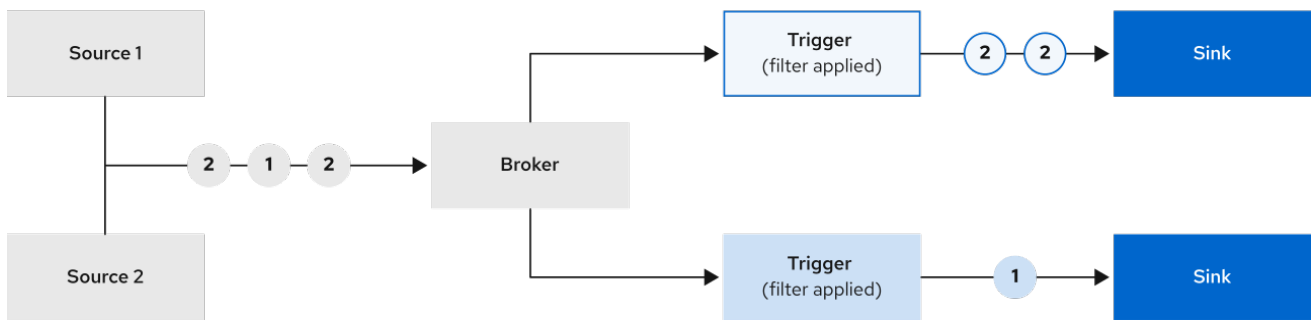 Source 1
Trigger
(filter applied)
2
2
Sink
2
1
2
Broker
Source 2
Trigger
(filter applied)
1
Sink